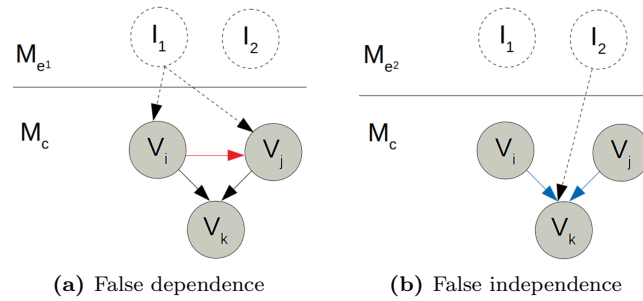 I1 I2
Me1
Mc
Vi Vj
Vk
(a) False dependence
I1 I2
Me2
Mc
Vi Vj
Vk
(b) False independence